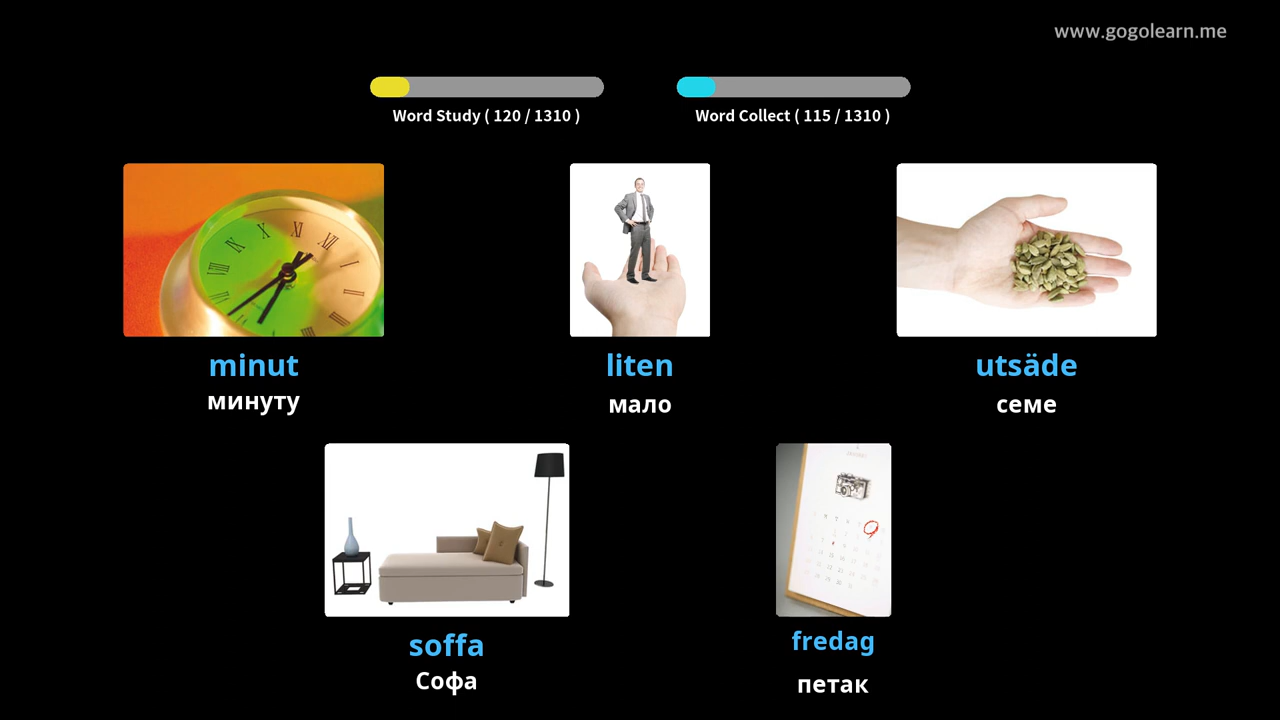 www.gogolearn.me
Word Study ( 120 / 1310 )
Word Collect ( 115 / 1310 )
minut
минуту
liten
мало
utsäde
семе
soffa
Софа
fredag
петак